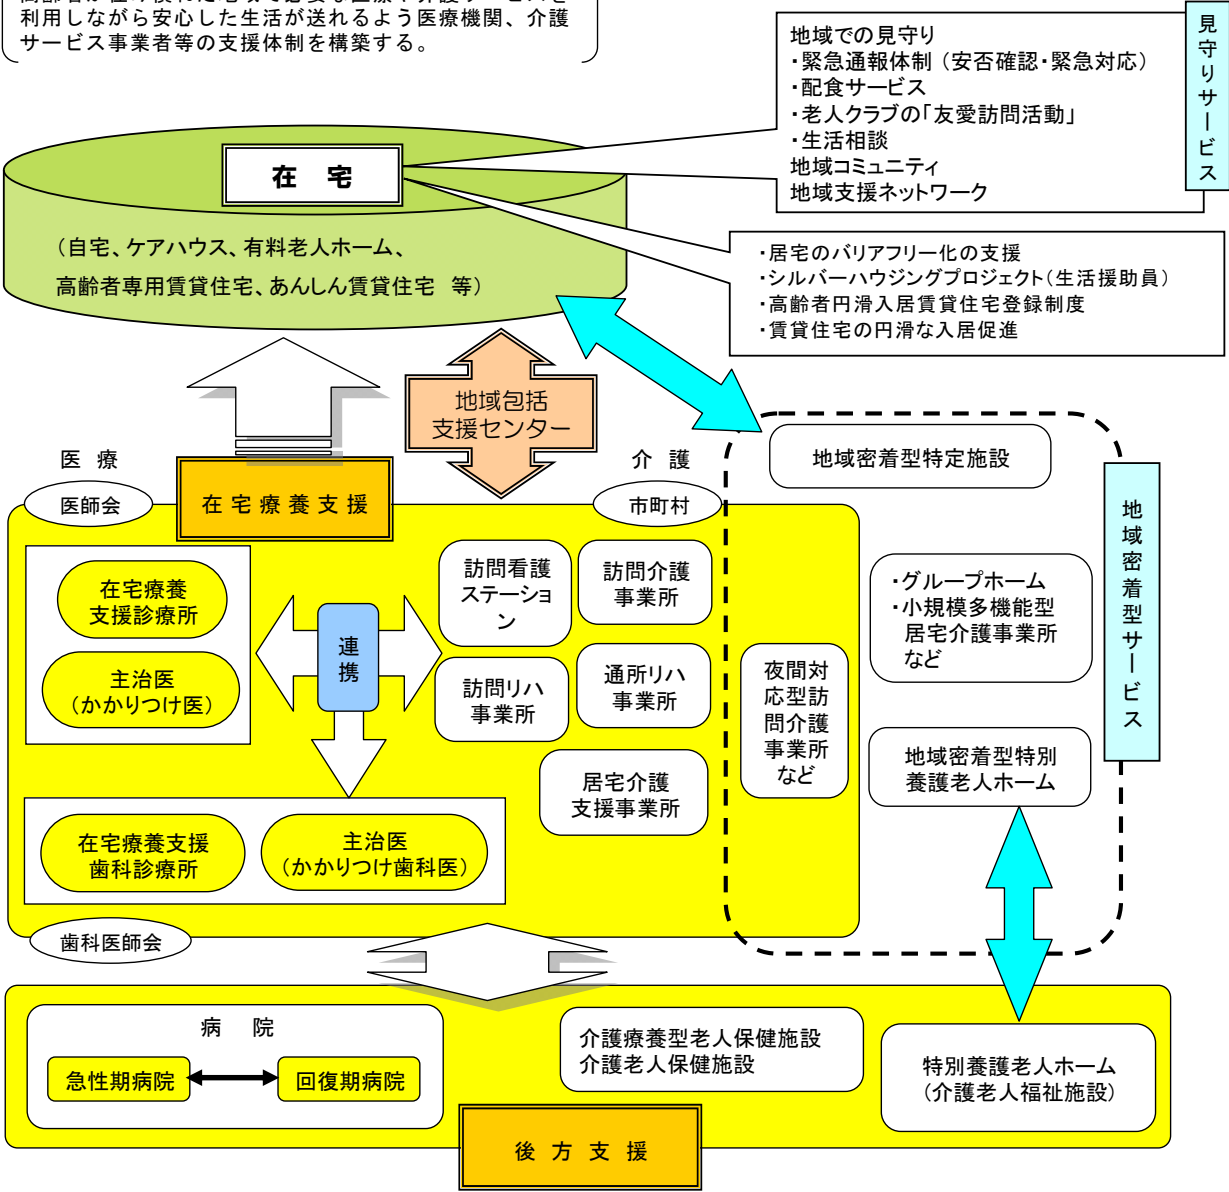 利用しながら安心した生活が送れるよう医療機関、介護
サービス事業者等の支援体制を構築する。
見守りサービス
地域での見守り
・緊急通報体制（安否確認・緊急対応）
・配食サービス
・老人クラブの「友愛訪問活動」
・生活相談
地域コミュニティ
地域支援ネットワーク
在　宅
（自宅、ケアハウス、有料老人ホーム、
高齢者専用賃貸住宅、あんしん賃貸住宅　等）
・居宅のバリアフリー化の支援
・シルバーハウジングプロジェクト（生活援助員）
・高齢者円滑入居賃貸住宅登録制度
・賃貸住宅の円滑な入居促進
地域包括
支援センター
医　療
医師会
在宅療養支援
介　護
市町村
在宅療養
支援診療所
主治医
（かかりつけ医）
連携
訪問看護
ステーショ
ン
訪問介護
事業所
訪問リハ
事業所
通所リハ
事業所
居宅介護
支援事業所
夜間対
応型訪
問介護
事業所
など
地域密着型特定施設
・グループホーム
・小規模多機能型
居宅介護事業所
など
地域密着型特別
養護老人ホーム
地域密着型サービス
在宅療養支援
歯科診療所
主治医
（かかりつけ歯科医）
歯科医師会
病　院
急性期病院
回復期病院
介護療養型老人保健施設
介護老人保健施設
特別養護老人ホーム
（介護老人福祉施設）
後方支援